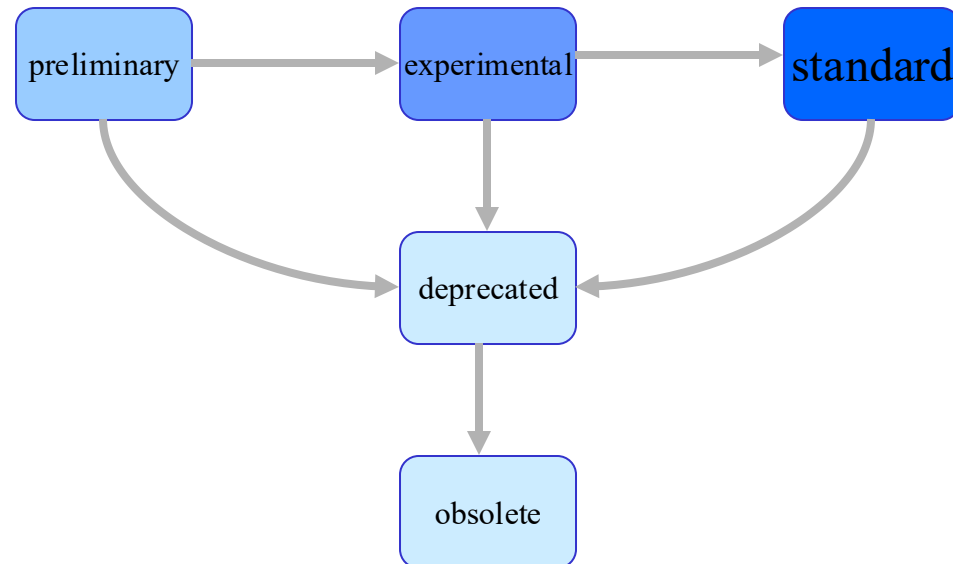 preliminary
experimental
standard
deprecated
obsolete